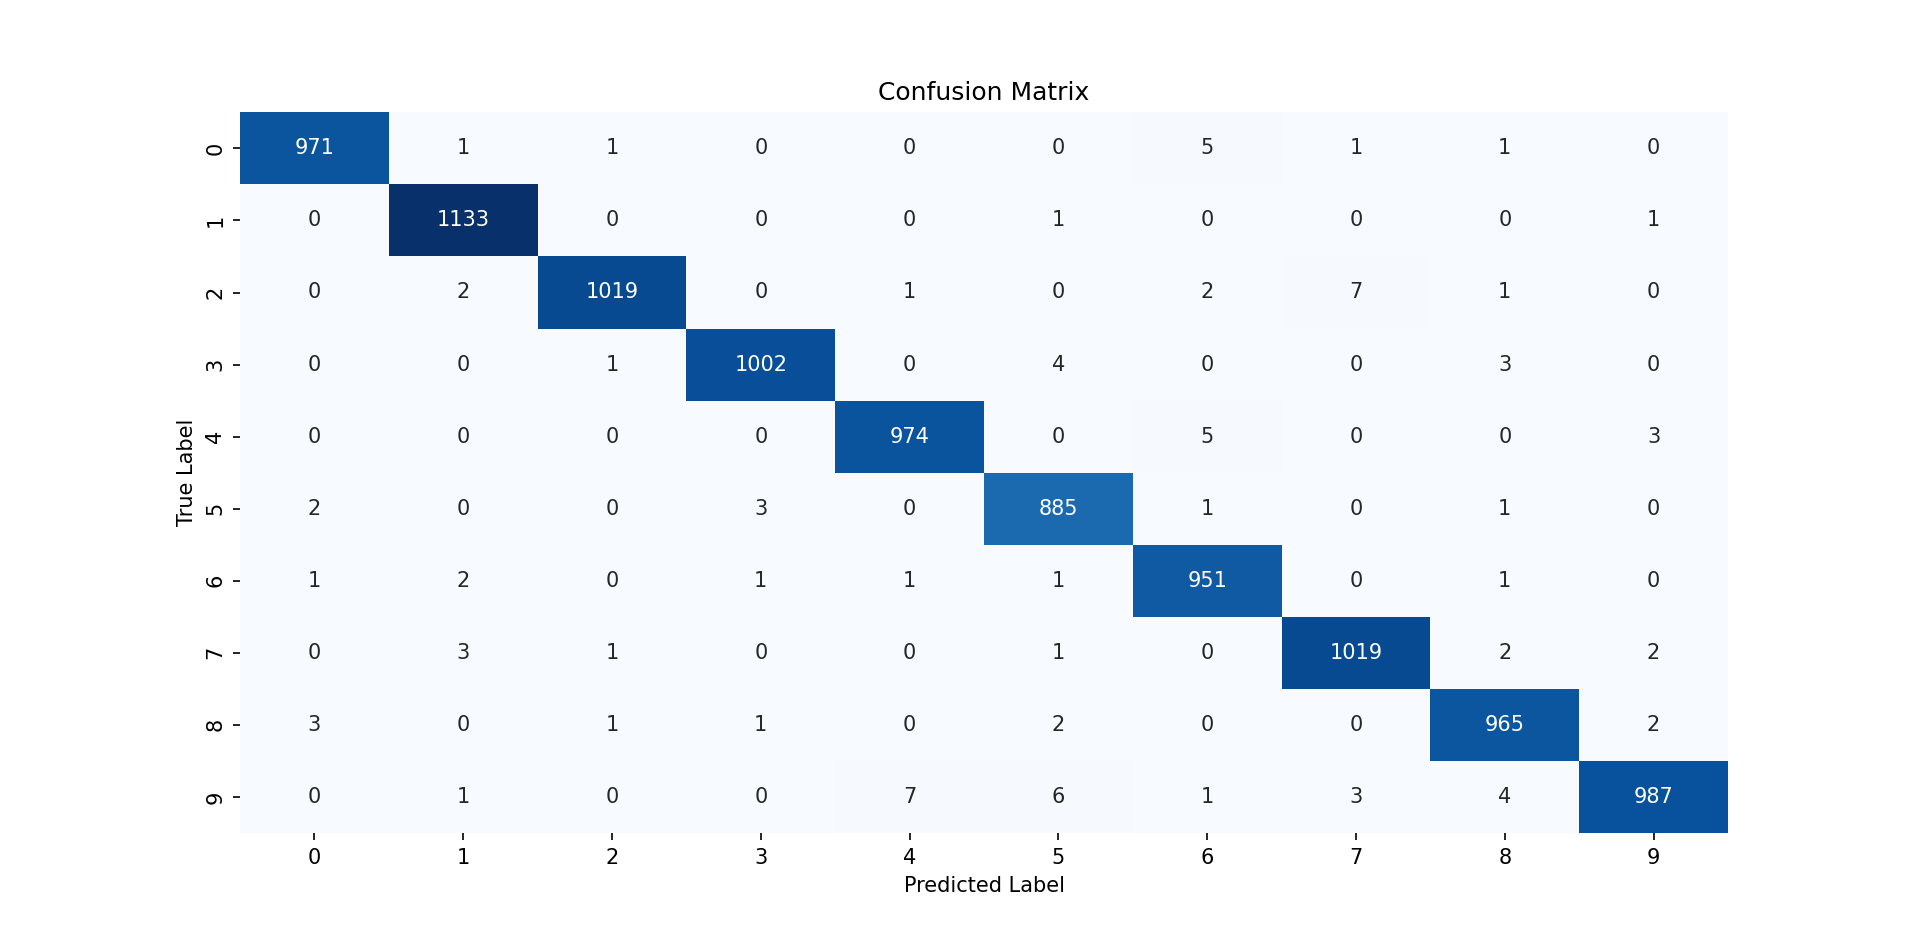 Confusion Matrix
0 971 1 1 0 0 0 5 1 1 0
1 0 1133 0 0 0 1 0 0 0 1
2 0 2 1019 0 1 0 2 7 1 0
3 0 0 1 1002 0 4 0 0 3 0
4 0 0 0 0 974 0 5 0 0 3
5 2 0 0 3 0 885 1 0 1 0
6 1 2 0 1 1 1 951 0 1 0
7 0 3 1 0 0 1 0 1019 2 2
8 3 0 1 1 0 2 0 0 965 2
9 0 1 0 0 7 6 1 3 4 987
True Label
0 1 2 3 4 5 6 7 8 9
Predicted Label